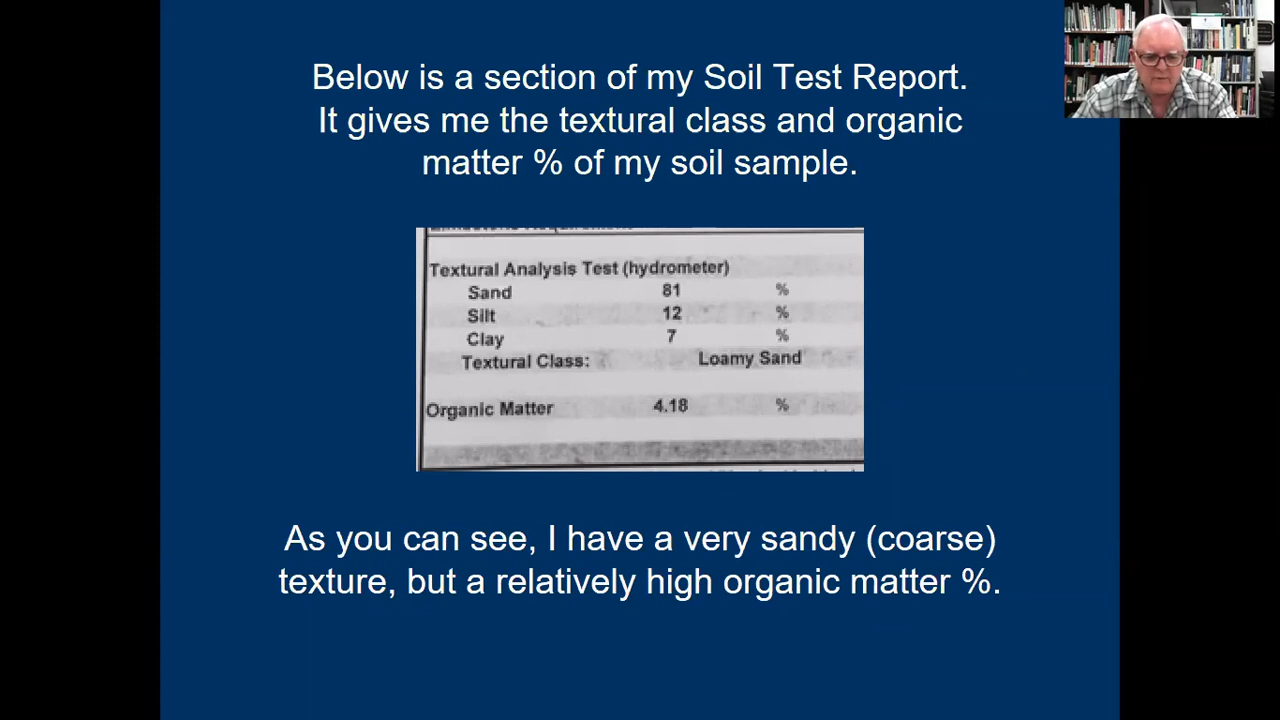 Below is a section of my Soil Test Report.
It gives me the textural class and organic
matter % of my soil sample.
Textural Analysis Test (hydrometer)
Sand 81 %
Silt 12 %
Clay 7 %
Textural Class: Loamy Sand
Organic Matter 4.18 %
As you can see, I have a very sandy (coarse)
texture, but a relatively high organic matter %.